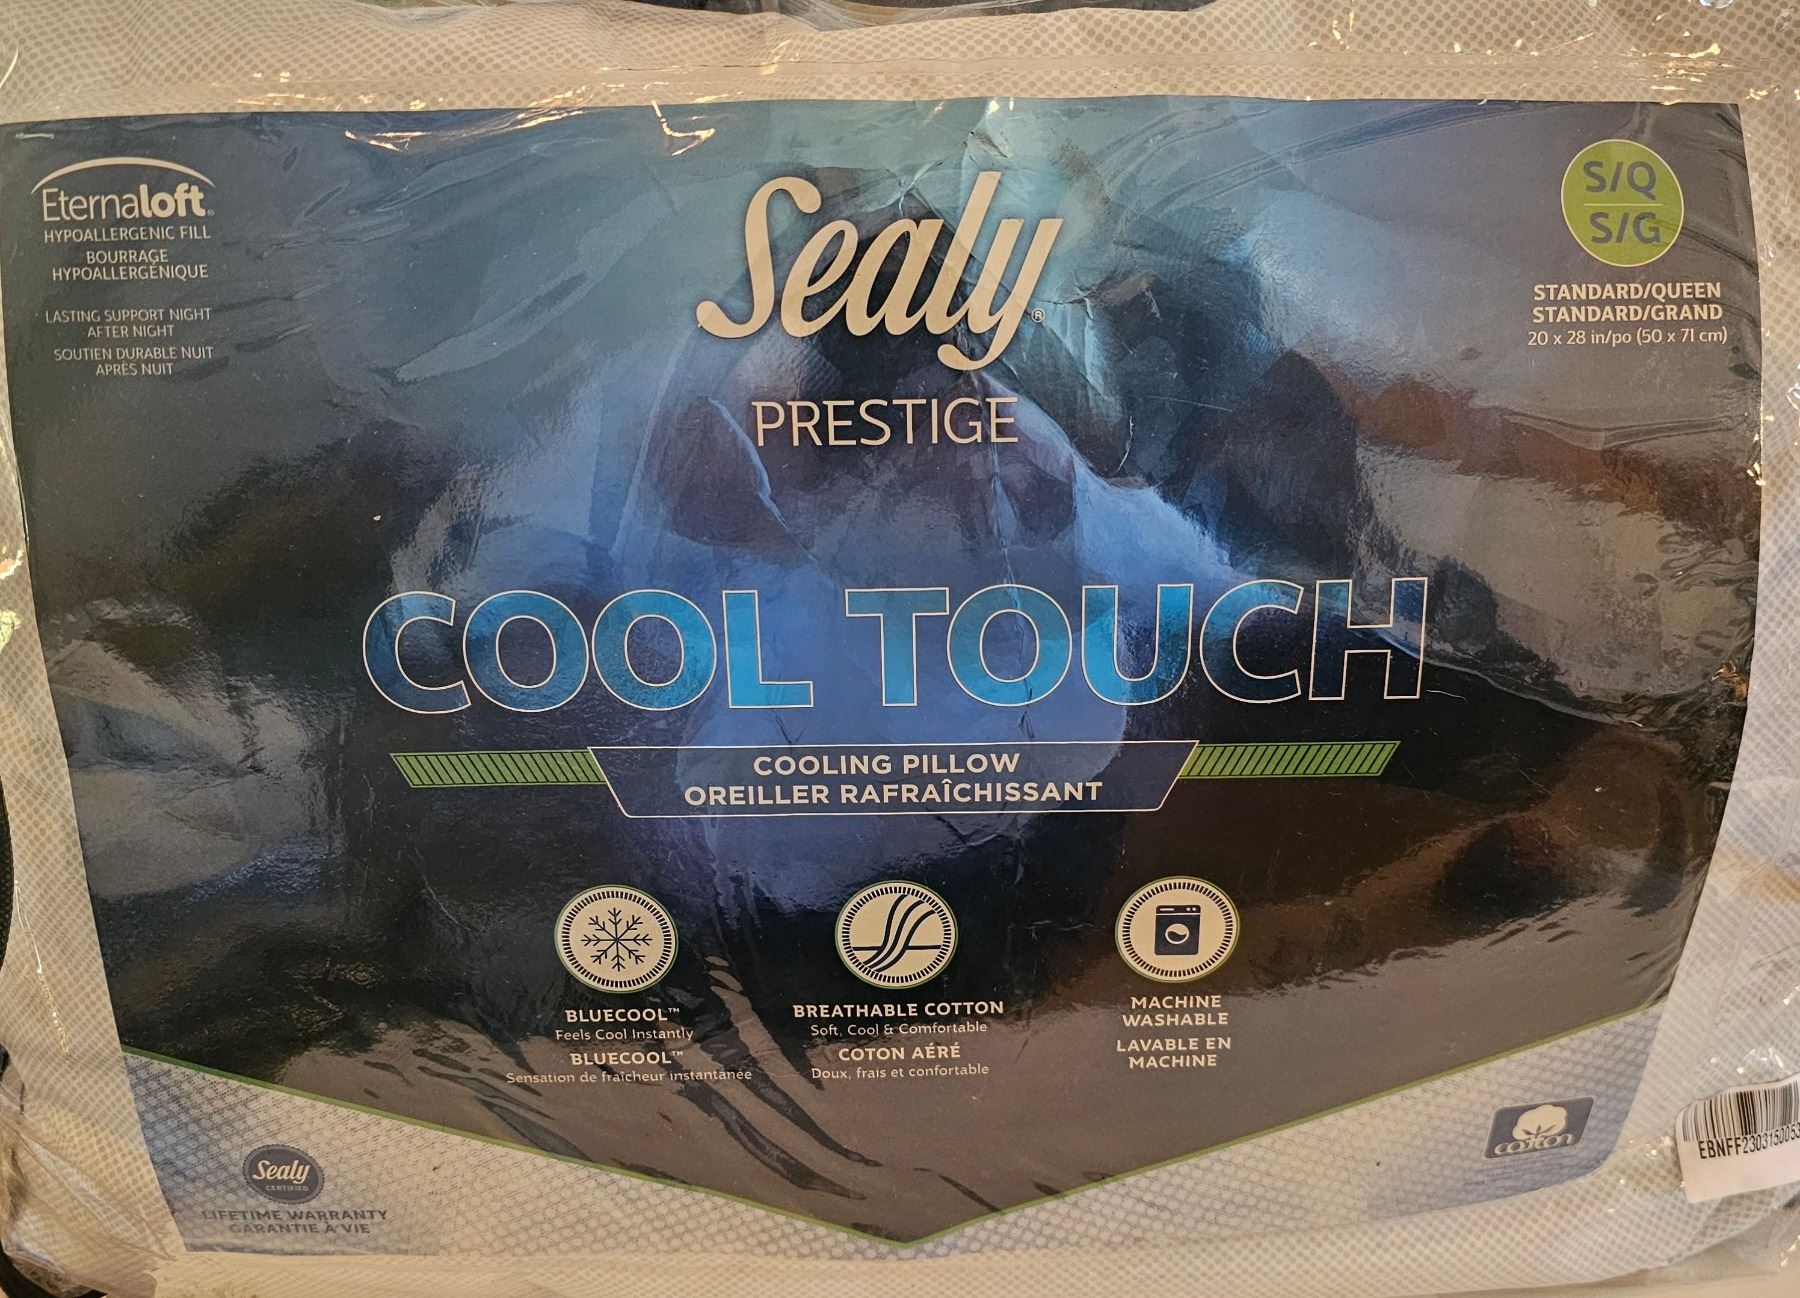 Eternaloft
HYPOALLERGENIC FILL
BOURRAGE
HYPOALLERGÉNIQUE
LASTING SUPPORT NIGHT
AFTER NIGHT
SOUTIEN DURABLE NUIT
APRÈS NUIT
Sealy®
PRESTIGE
S/Q
S/G
STANDARD/QUEEN
STANDARD/GRAND
20 x 28 in/po (50 x 71 cm)
COOL TOUCH
COOLING PILLOW
OREILLER RAFRAÎCHISSANT
BLUECOOL™
Feels Cool Instantly
BLUECOOL™
Sensation de fraîcheur instantanée
BREATHABLE COTTON
Soft, Cool & Comfortable
COTON AÉRÉ
Doux, frais et confortable
MACHINE
WASHABLE
LAVABLE EN
MACHINE
Sealy
CERTIFIED
LIFETIME WARRANTY
GARANTIE À VIE
cotton